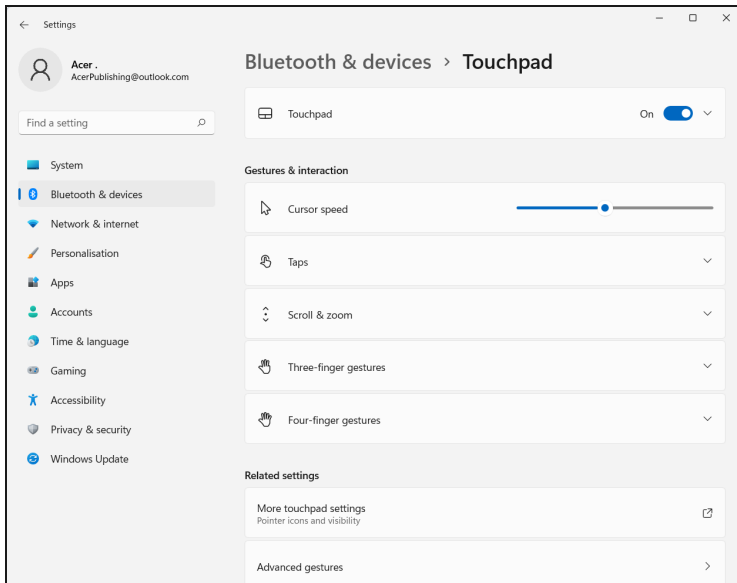 Settings
Acer .
AcerPublishing@outlook.com
Find a setting
System
Bluetooth & devices
Network & internet
Personalisation
Apps
Accounts
Time & language
Gaming
Accessibility
Privacy & security
Windows Update
Bluetooth & devices > Touchpad
Touchpad On
Gestures & interaction
Cursor speed
Taps
Scroll & zoom
Three-finger gestures
Four-finger gestures
Related settings
More touchpad settings
Pointer icons and visibility
Advanced gestures